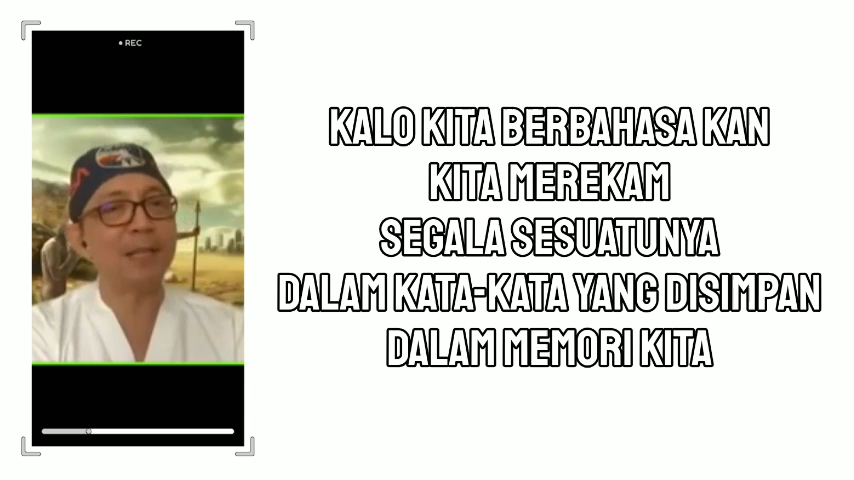 REC
KALO KITA BERBAHASA KAN
KITA MEREKAM
SEGALA SESUATUNYA
DALAM KATA-KATA YANG DISIMPAN
DALAM MEMORI KITA